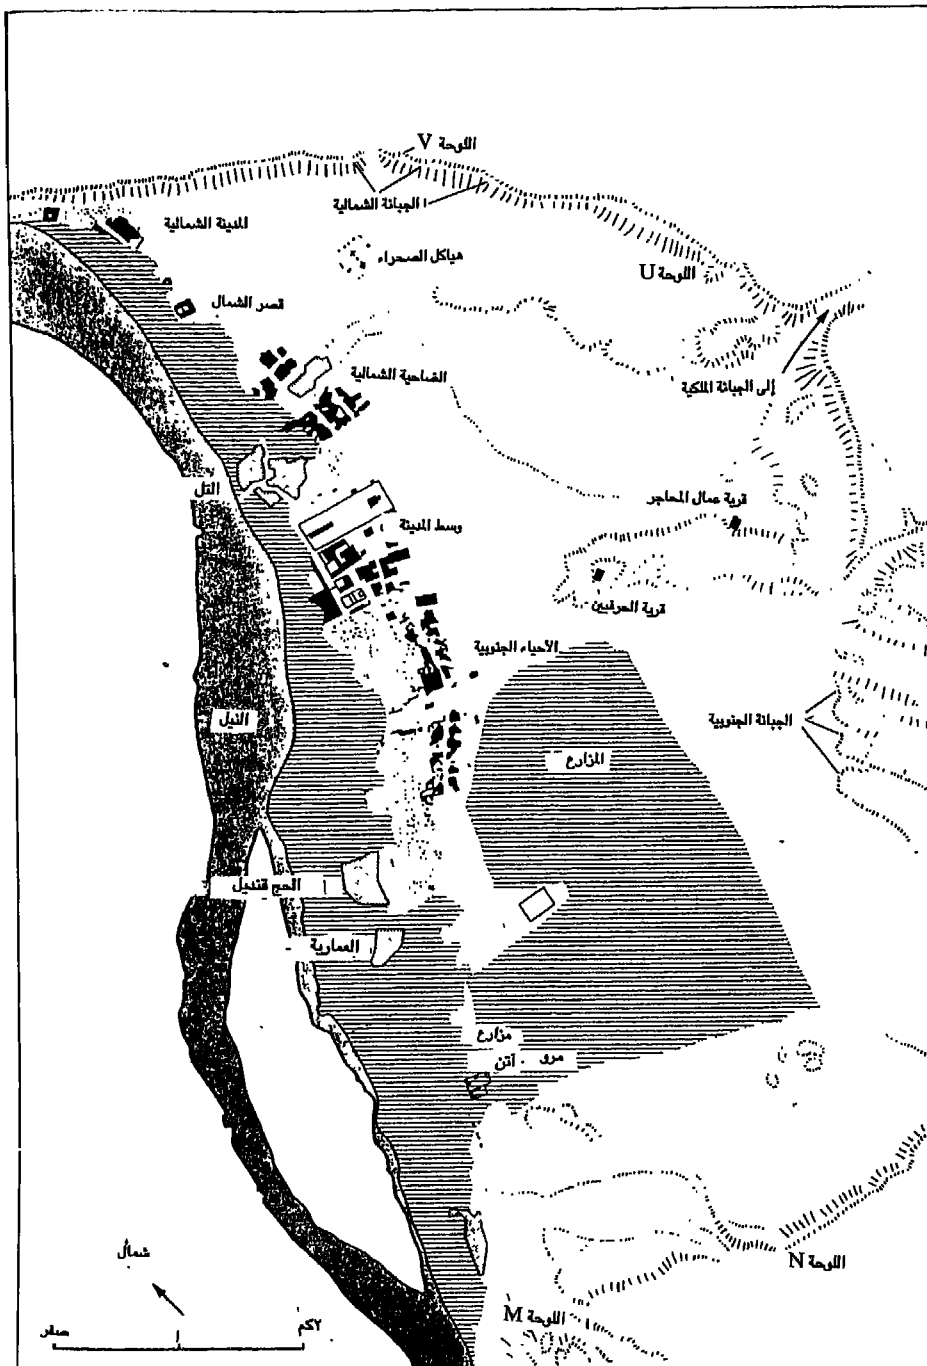 اللوحة V
الجبانة الشمالية
المدينة الشمالية
هياكل الصحراء
اللوحة U
قصر الشمال
الضاحية الشمالية
إلى الجبانة الملكية
التل
قرية عمال المحاجر
وسط المدينة
قرية الحرفيين
الأحياء الجنوبية
الجبانة الجنوبية
النيل
المزارع
الحج قنديل
العمارية
مزارع
مرو . آتن
شمال
اللوحة N
اللوحة M
صفر
١
٢كم